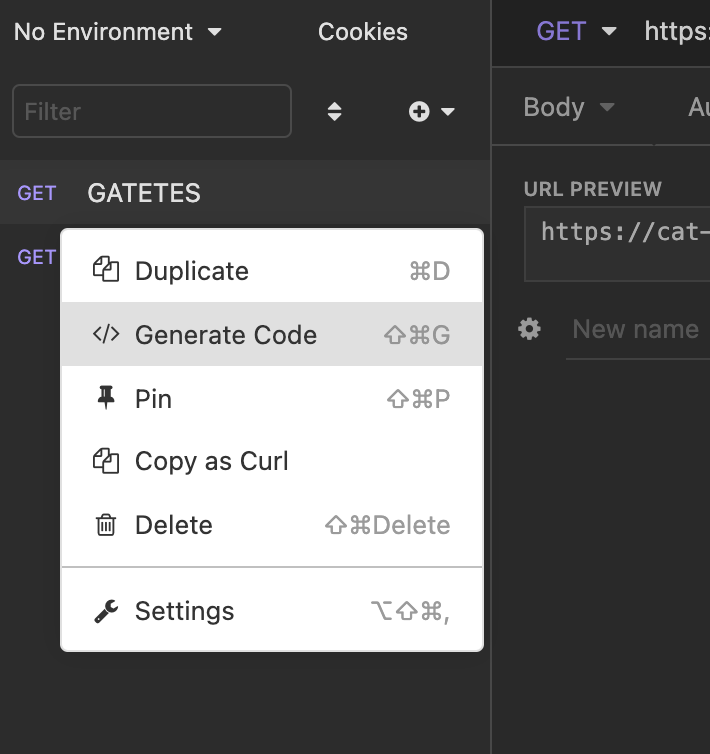 No Environment
Cookies
GET
https:
Filter
Body
Au
GET GATETES
URL PREVIEW
https://cat-
GET
Duplicate ⌘D
Generate Code ⇧⌘G
New name
Pin ⇧⌘P
Copy as Curl
Delete ⇧⌘Delete
Settings ⌥⇧⌘,